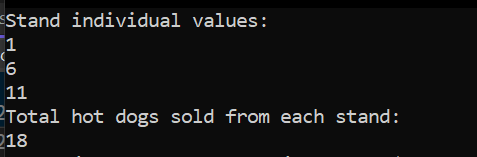 Stand individual values:
1
6
11
Total hot dogs sold from each stand:
18